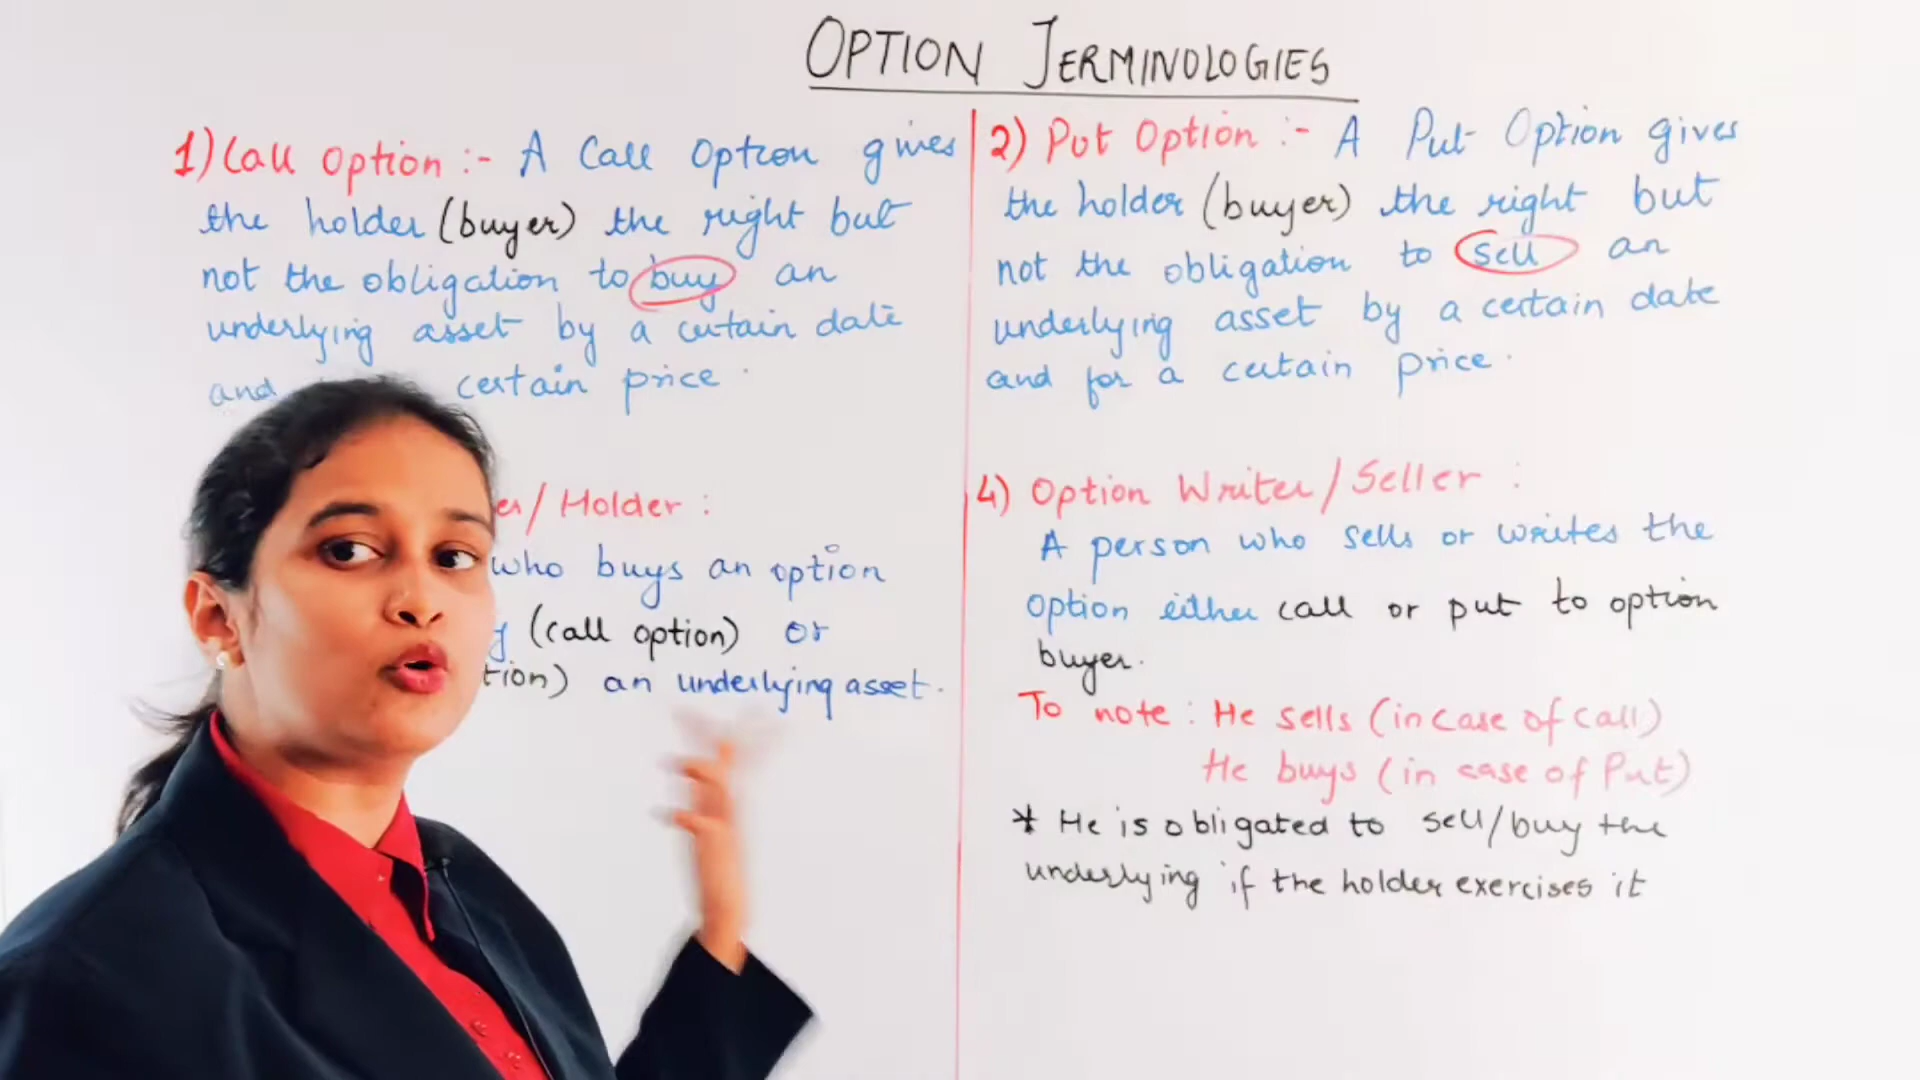 OPTION TERMINOLOGIES
1) Call Option :- A Call Option gives
the holder (buyer) the right but
not the obligation to buy an
underlying asset by a certain date
and certain price.
2) Put Option :- A Put Option gives
the holder (buyer) the right but
not the obligation to sell an
underlying asset by a certain date
and for a certain price.
/ Holder :
who buys an option
(call option) or
an underlying asset.
4) Option Writer / Seller :
A person who sells or writes the
option either call or put to option
buyer.
To note : He sells (in case of call)
He buys (in case of Put)
* He is obligated to sell/buy the
underlying if the holder exercises it